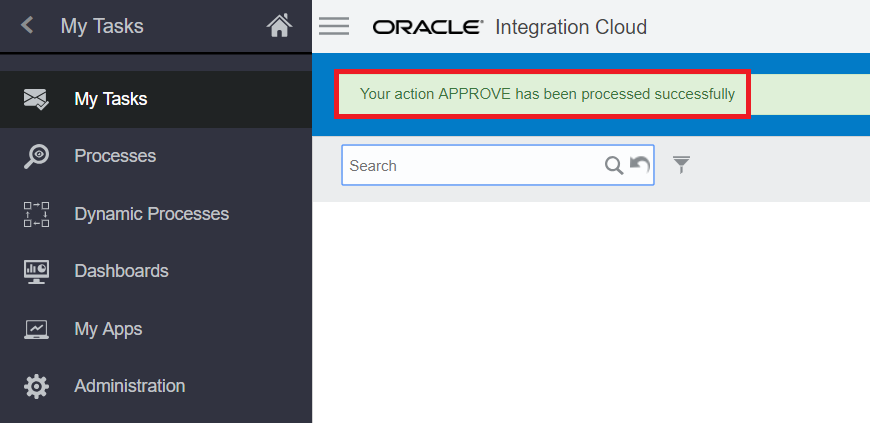 My Tasks
ORACLE Integration Cloud
Your action APPROVE has been processed successfully
My Tasks
Search
Processes
Dynamic Processes
Dashboards
My Apps
Administration